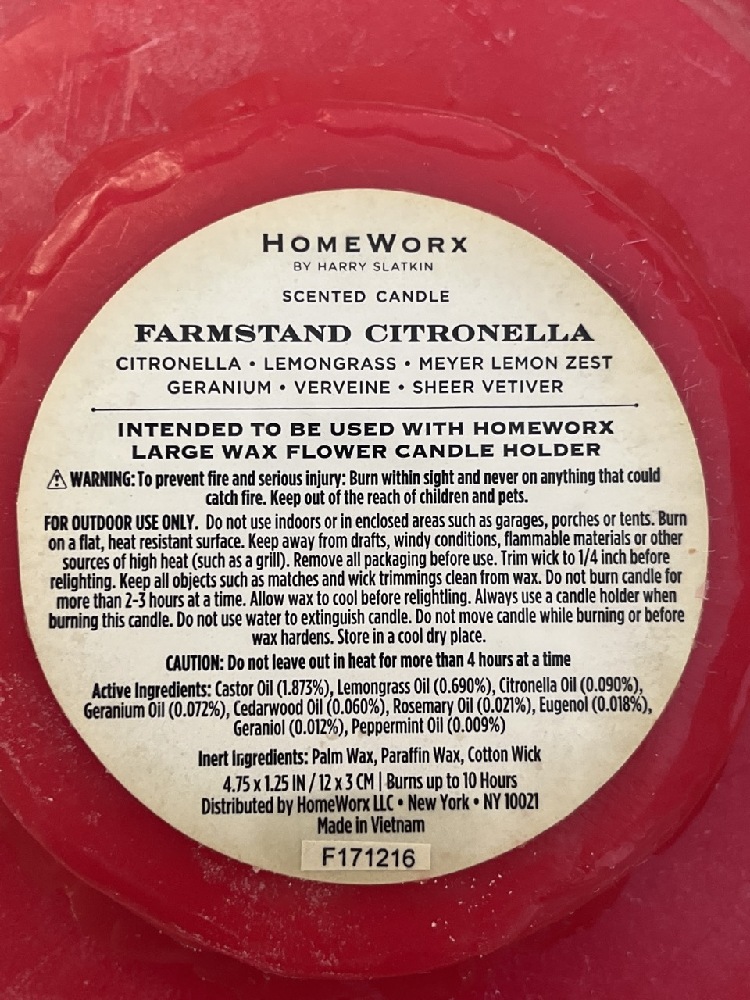 HOMEWORX
BY HARRY SLATKIN
SCENTED CANDLE
FARMSTAND CITRONELLA
CITRONELLA • LEMONGRASS • MEYER LEMON ZEST
GERANIUM • VERVEINE • SHEER VETIVER
INTENDED TO BE USED WITH HOMEWORX
LARGE WAX FLOWER CANDLE HOLDER
⚠ WARNING: To prevent fire and serious injury: Burn within sight and never on anything that could
catch fire. Keep out of the reach of children and pets.
FOR OUTDOOR USE ONLY. Do not use indoors or in enclosed areas such as garages, porches or tents. Burn
on a flat, heat resistant surface. Keep away from drafts, windy conditions, flammable materials or other
sources of high heat (such as a grill). Remove all packaging before use. Trim wick to 1/4 inch before
relighting. Keep all objects such as matches and wick trimmings clean from wax. Do not burn candle for
more than 2-3 hours at a time. Allow wax to cool before relightling. Always use a candle holder when
burning this candle. Do not use water to extinguish candle. Do not move candle while burning or before
wax hardens. Store in a cool dry place.
CAUTION: Do not leave out in heat for more than 4 hours at a time
Active Ingredients: Castor Oil (1.873%), Lemongrass Oil (0.690%), Citronella Oil (0.090%),
Geranium Oil (0.072%), Cedarwood Oil (0.060%), Rosemary Oil (0.021%), Eugenol (0.018%),
Geraniol (0.012%), Peppermint Oil (0.009%)
Inert Ingredients: Palm Wax, Paraffin Wax, Cotton Wick
4.75 x 1.25 IN / 12 x 3 CM | Burns up to 10 Hours
Distributed by HomeWorx LLC • New York • NY 10021
Made in Vietnam
F171216